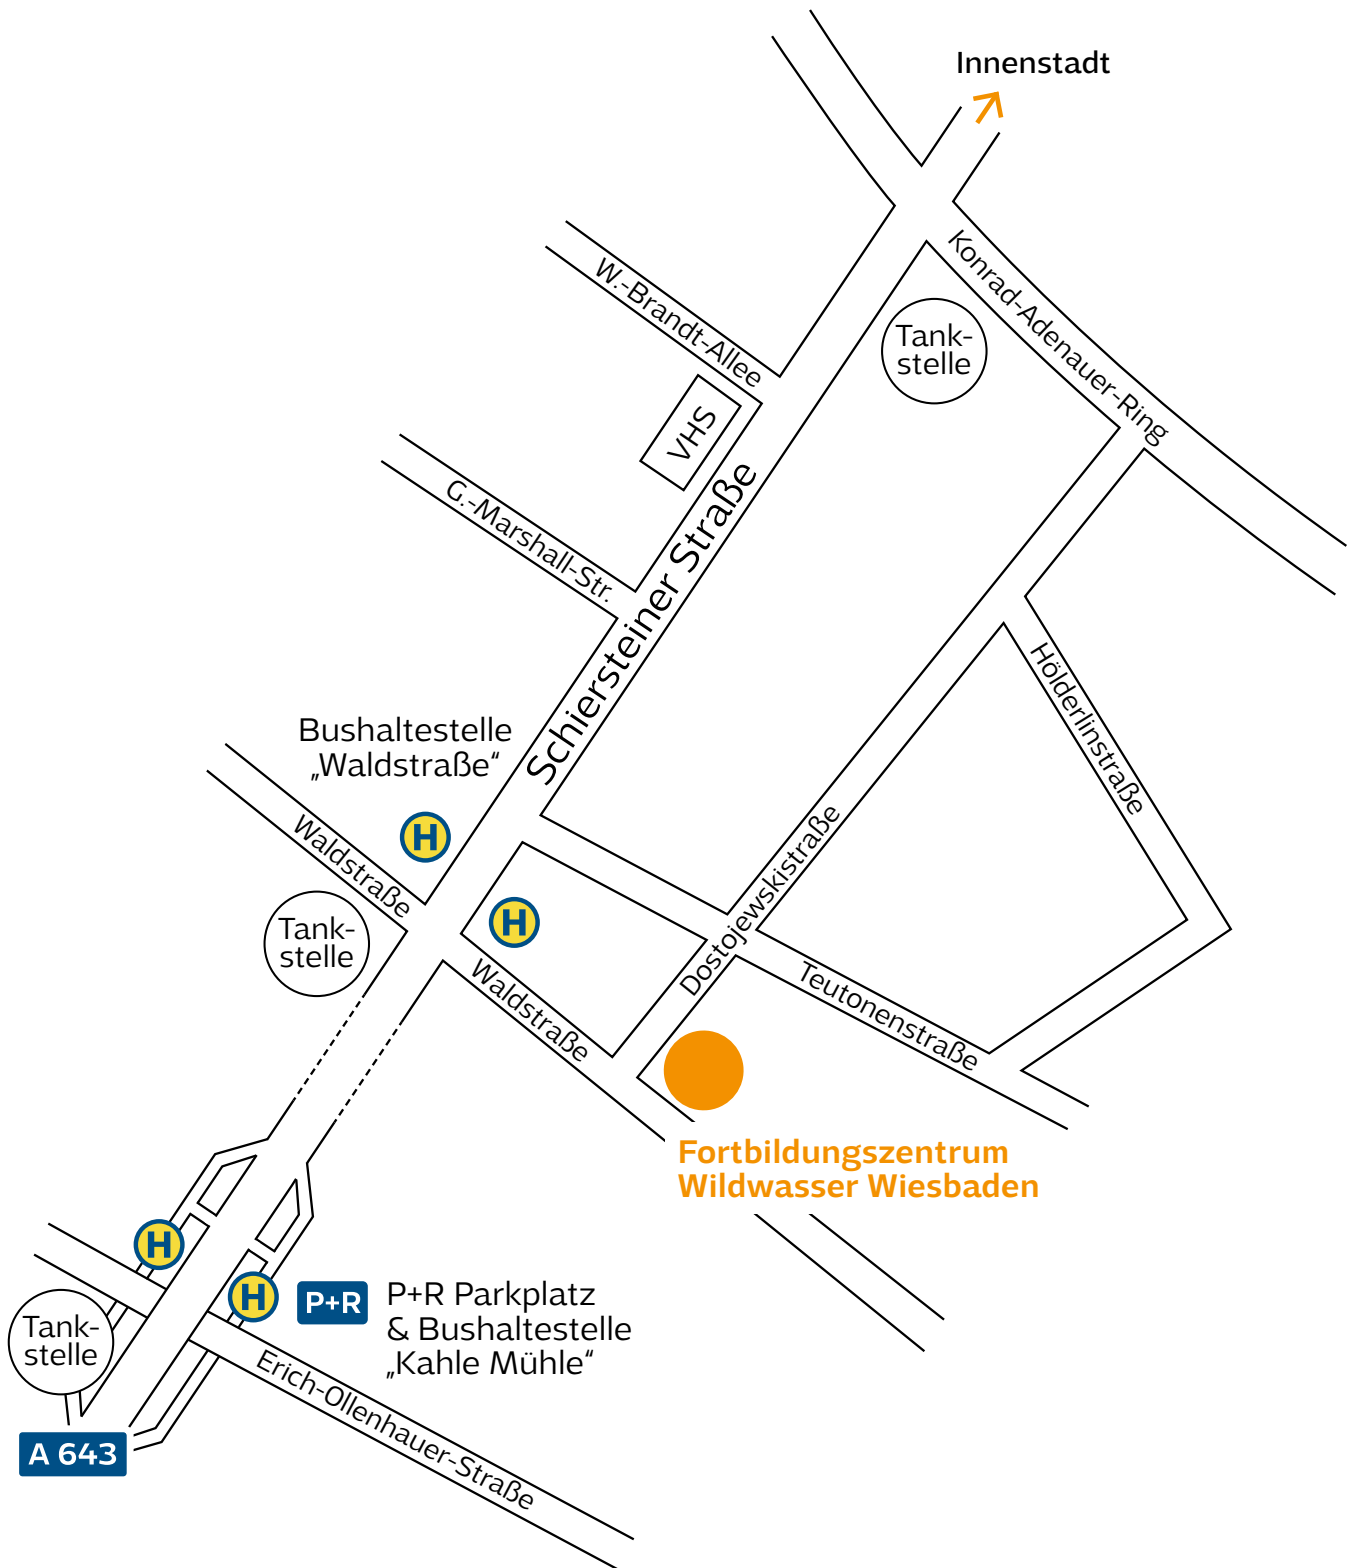 Innenstadt
Konrad-Adenauer-Ring
W.-Brandt-Allee
Tank-
stelle
VHS
G.-Marshall-Str.
Schiersteiner Straße
Hölderlinstraße
Bushaltestelle
„Waldstraße“
H
Waldstraße
Dostojewskistraße
H
Tank-
stelle
Waldstraße
Teutonenstraße
Fortbildungszentrum
Wildwasser Wiesbaden
H
H
P+R
P+R Parkplatz
& Bushaltestelle
„Kahle Mühle“
Tank-
stelle
Erich-Ollenhauer-Straße
A 643